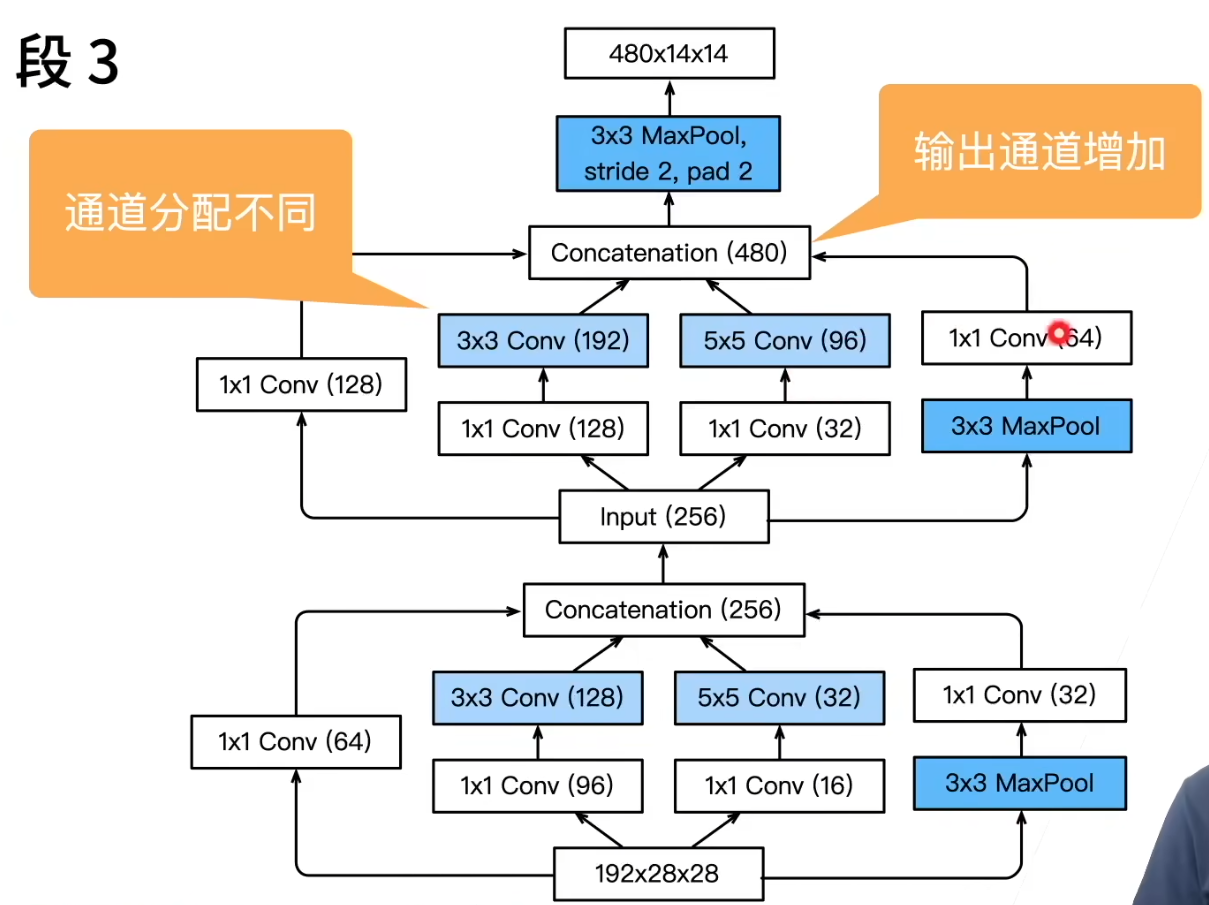 段 3
480x14x14
3x3 MaxPool,
stride 2, pad 2
输出通道增加
通道分配不同
Concatenation (480)
3x3 Conv (192)
5x5 Conv (96)
1x1 Conv (64)
1x1 Conv (128)
1x1 Conv (128)
1x1 Conv (32)
3x3 MaxPool
Input (256)
Concatenation (256)
3x3 Conv (128)
5x5 Conv (32)
1x1 Conv (32)
1x1 Conv (64)
1x1 Conv (96)
1x1 Conv (16)
3x3 MaxPool
192x28x28